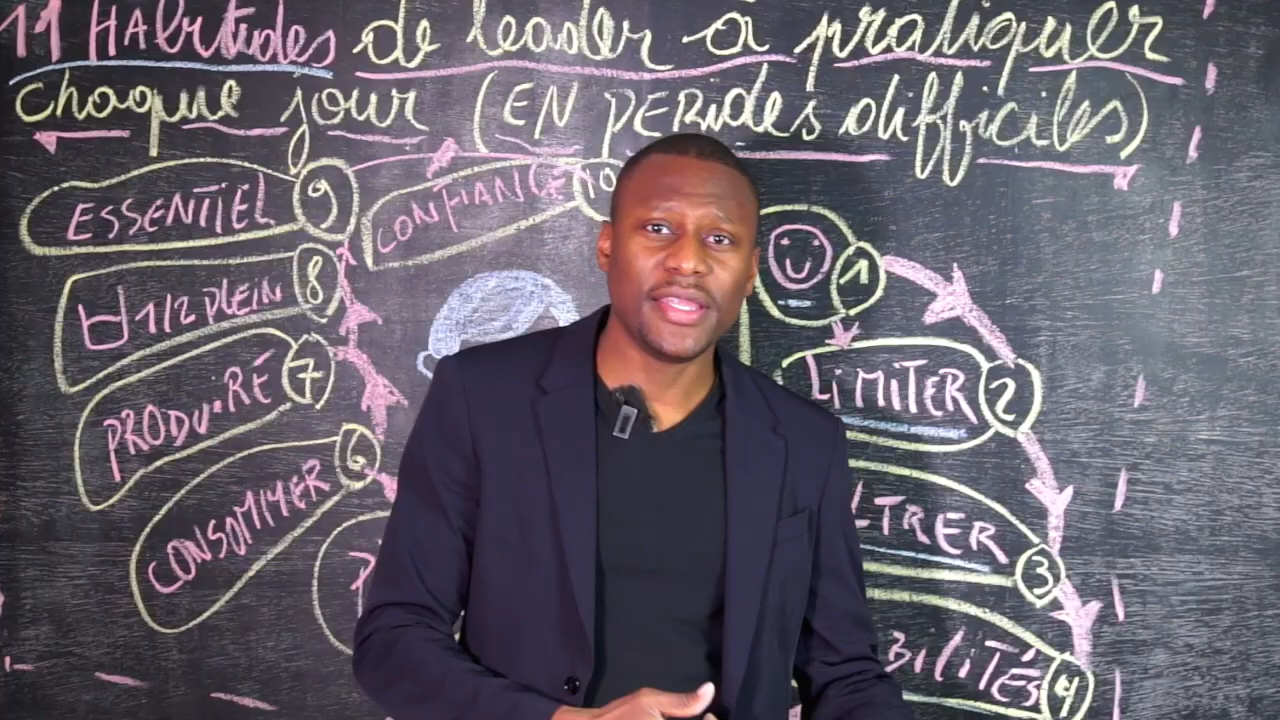 11 HAbitudes de leader à pratiquer
chaque jour (EN PERIodes difficiles)
ESSENTIEL 9
CONFIANCE 10
8
1/2 PLEIN
7
PRODUIRE
6
CONSOMMER
1
LIMITER 2
LTRER 3
BILITÉS 4